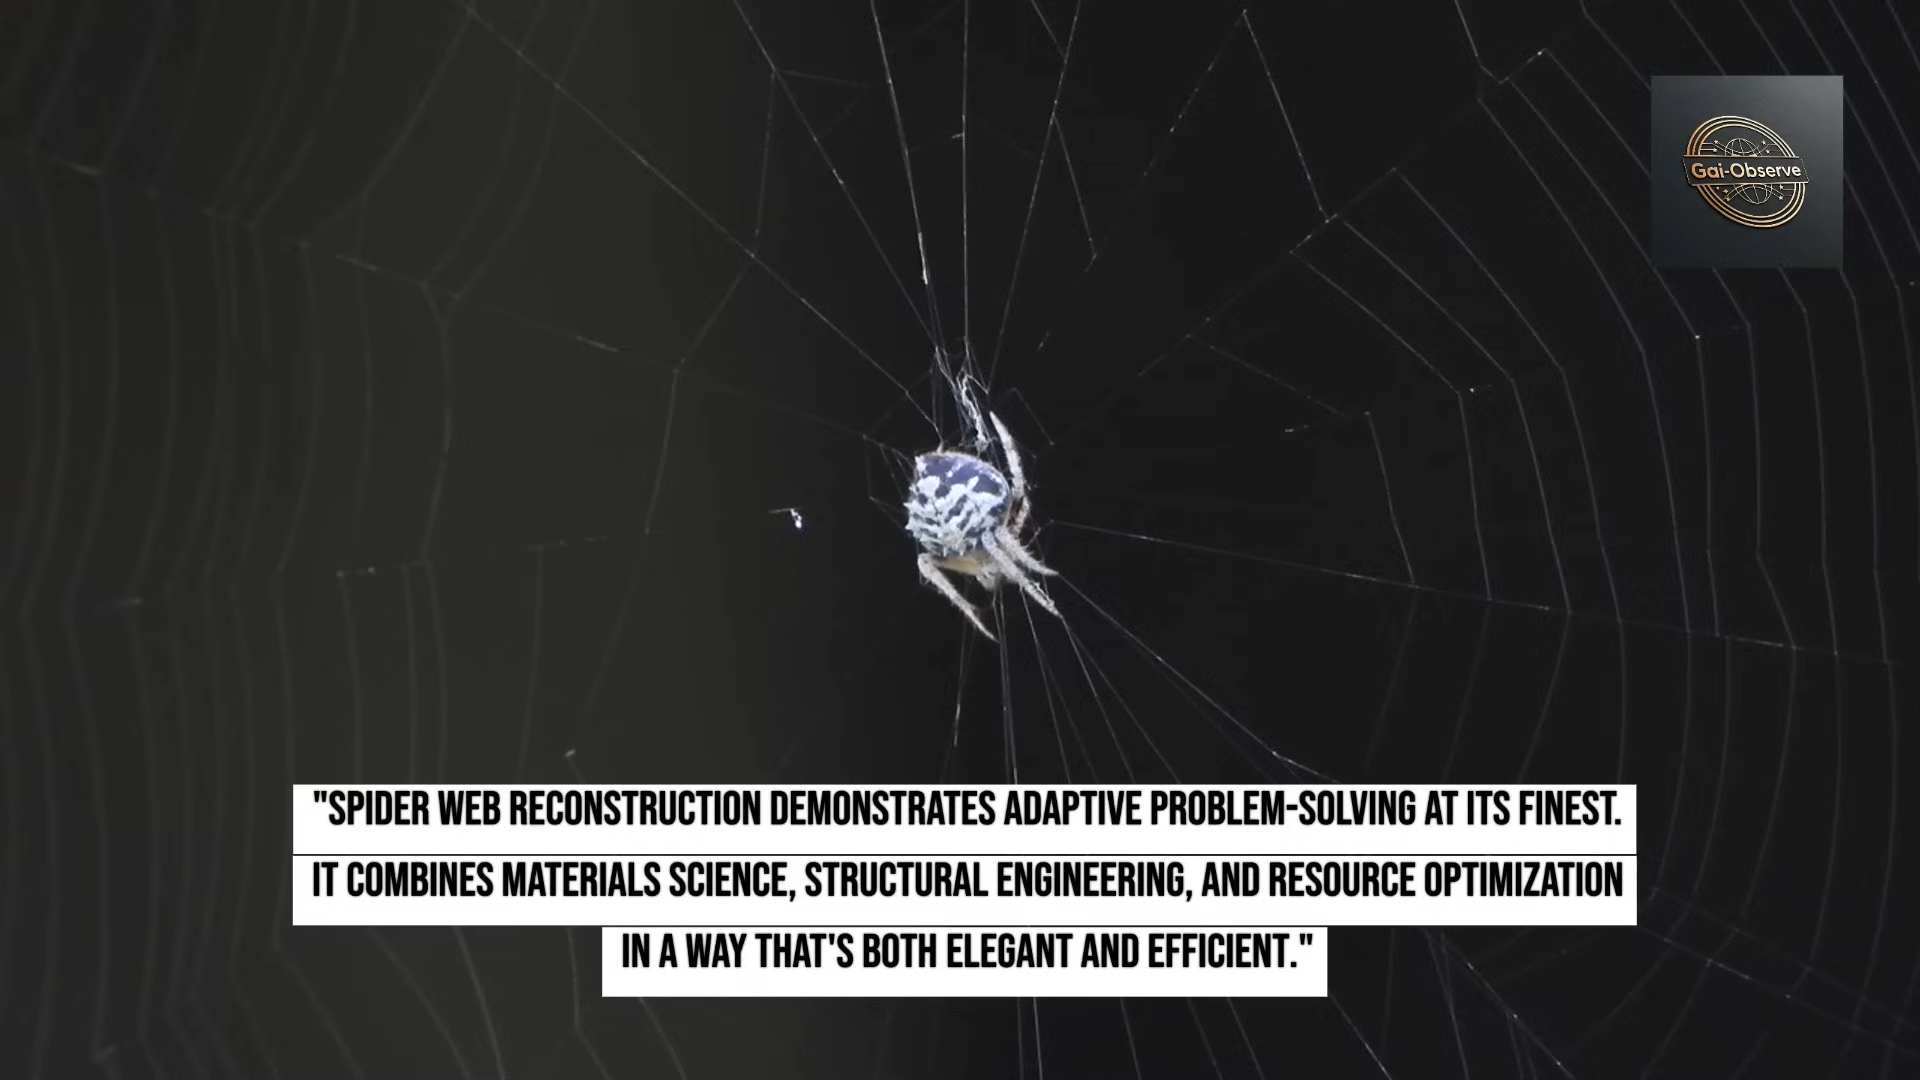 Gai-Observe
"SPIDER WEB RECONSTRUCTION DEMONSTRATES ADAPTIVE PROBLEM-SOLVING AT ITS FINEST.
IT COMBINES MATERIALS SCIENCE, STRUCTURAL ENGINEERING, AND RESOURCE OPTIMIZATION
IN A WAY THAT'S BOTH ELEGANT AND EFFICIENT."